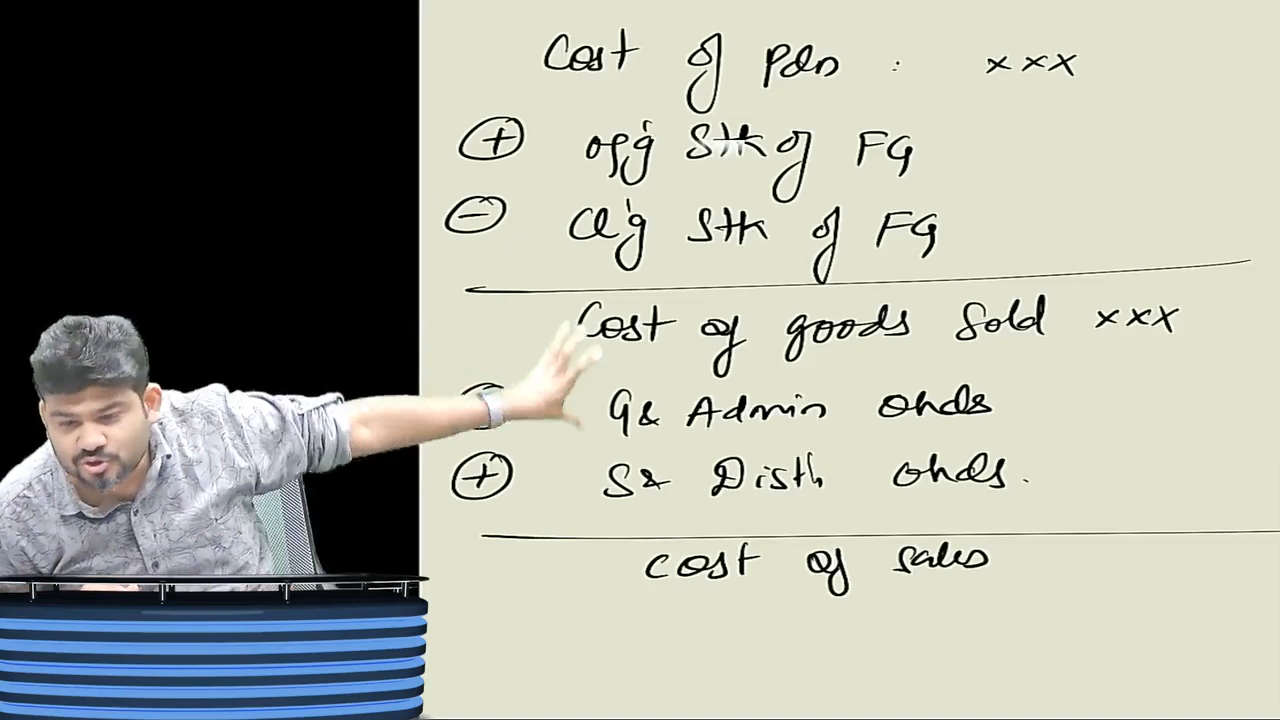 Cost of Pdn : xxx
+ opg Stk of FG
- Cl'g Stk of FG
Cost of goods Sold xxx
G& Admin ohds
+ S& Distn ohds.
cost of sales